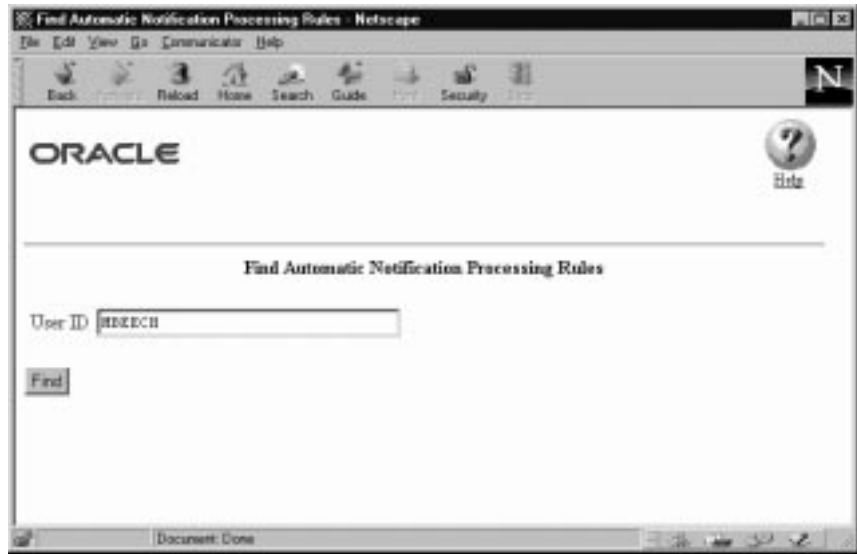 Find Automatic Notification Processing Rules - Netscape
File Edit View Go Communicator Help
Back Reload Home Search Guide Security
N
ORACLE
?
Help
Find Automatic Notification Processing Rules
User ID
Find
Document: Done